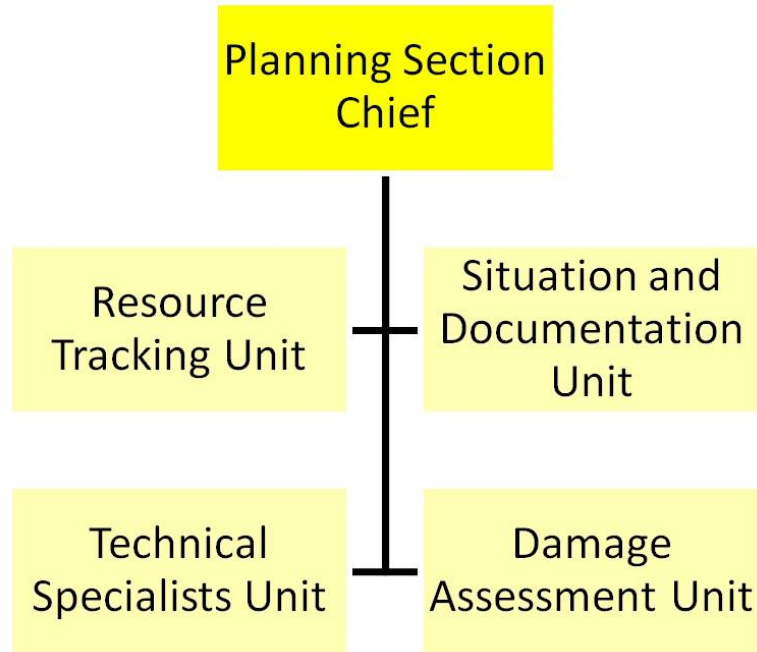 Planning Section
Chief
Resource
Tracking Unit
Situation and
Documentation
Unit
Technical
Specialists Unit
Damage
Assessment Unit